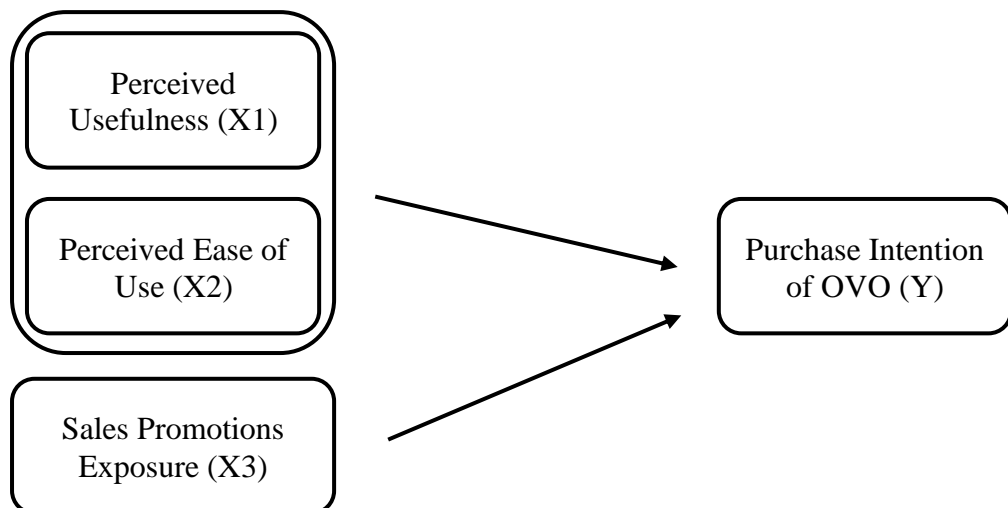 Perceived
Usefulness (X1)
Perceived Ease of
Use (X2)
Sales Promotions
Exposure (X3)
Purchase Intention
of OVO (Y)